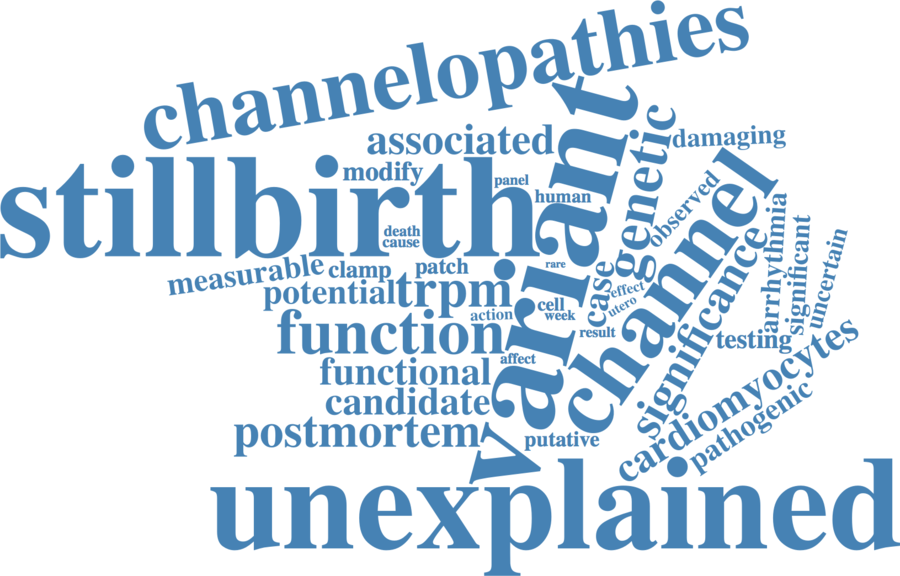 channelopathies
associated
damaging
stillbirth
modify
panel
human
variant
genetic
observed
channel
death
cause
measurable
clamp
patch
rare
case
effect
utero
significance
arrhythmia
significant
uncertain
potential
trpm
action
cell
week
result
testing
function
affect
functional
candidate
cardiomyocytes
pathogenic
postmortem
putative
unexplained